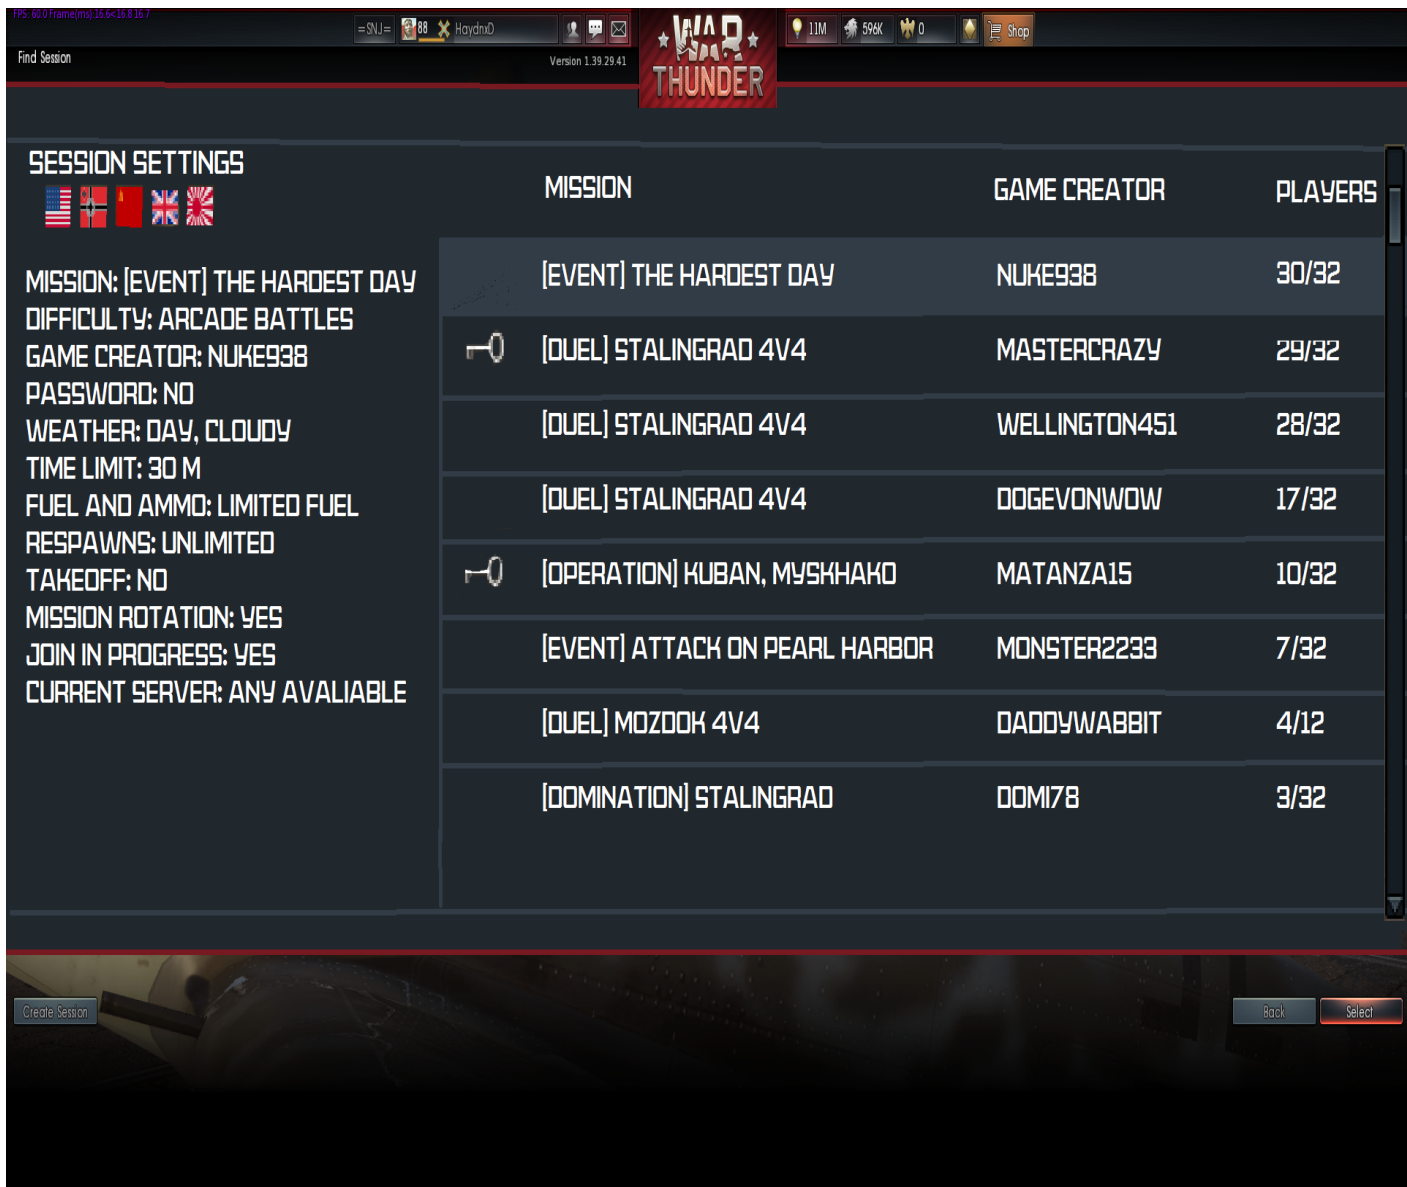 FPS: 60.0 Frame(ms):16.6<16.8 16.7
=SNJ= 88 HaydnxD
11M 596K 0 Shop
WAR
THUNDER
Find Session
Version 1.39.29.41
SESSION SETTINGS
MISSION: [EVENT] THE HARDEST DAY
DIFFICULTY: ARCADE BATTLES
GAME CREATOR: NUKE938
PASSWORD: NO
WEATHER: DAY, CLOUDY
TIME LIMIT: 30 M
FUEL AND AMMO: LIMITED FUEL
RESPAWNS: UNLIMITED
TAKEOFF: NO
MISSION ROTATION: YES
JOIN IN PROGRESS: YES
CURRENT SERVER: ANY AVALIABLE
MISSION GAME CREATOR PLAYERS
[EVENT] THE HARDEST DAY NUKE938 30/32
[DUEL] STALINGRAD 4V4 MASTERCRAZY 29/32
[DUEL] STALINGRAD 4V4 WELLINGTON451 28/32
[DUEL] STALINGRAD 4V4 DOGEVONWOW 17/32
[OPERATION] KUBAN, MYSKHAKO MATANZA15 10/32
[EVENT] ATTACK ON PEARL HARBOR MONSTER2233 7/32
[DUEL] MOZDOK 4V4 DADDYWABBIT 4/12
[DOMINATION] STALINGRAD DOMI78 3/32
Create Session
Back
Select